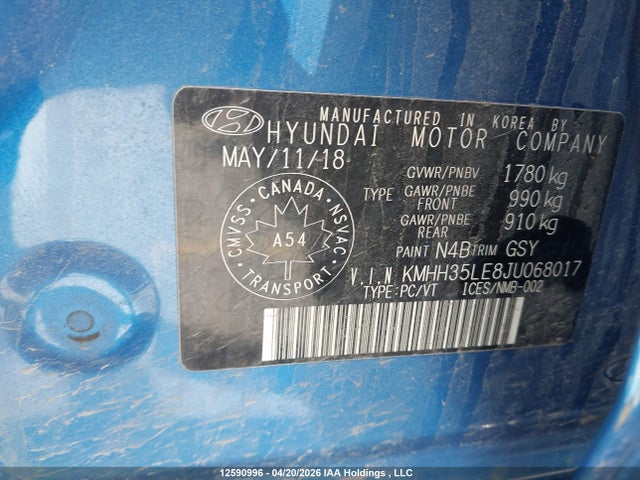 MANUFACTURED IN KOREA BY
HYUNDAI MOTOR COMPANY
MAY/11/18
GVWR/PNBV 1780 kg
TYPE GAWR/PNBE FRONT 990 kg
GAWR/PNBE REAR 910 kg
PAINT N4B TRIM GSY
V.I.N KMHH35LE8JU068017
TYPE:PC/VT ICES/NMB-002
CMVSS · CANADA · NSVAC
A54
· TRANSPORT ·
12590996 - 04/20/2026 IAA Holdings , LLC